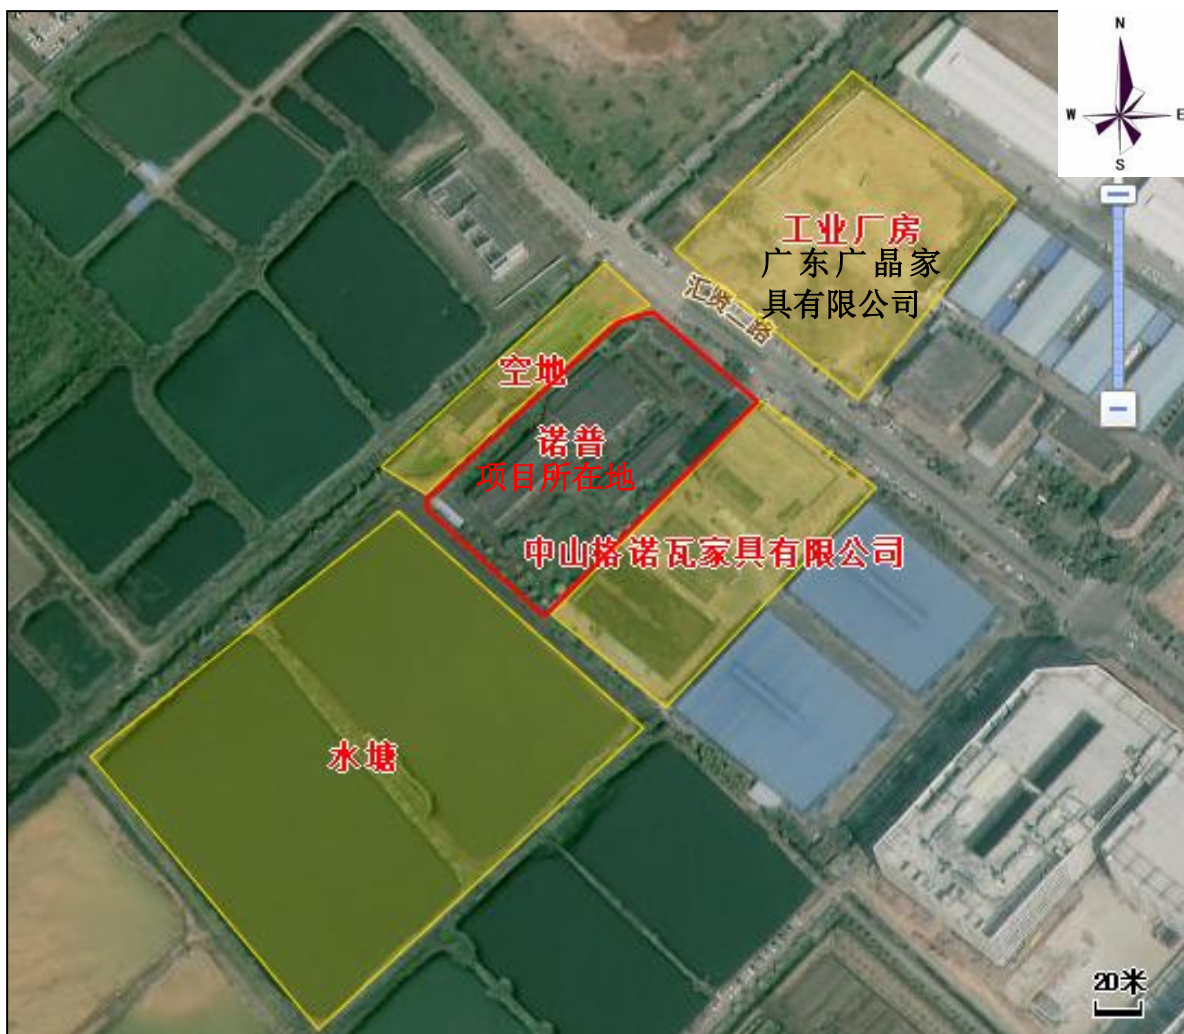 N
W
E
S
工业厂房
广东广晶家
具有限公司
汇贤二路
空地
诺普
项目所在地
中山格诺瓦家具有限公司
水塘
20米